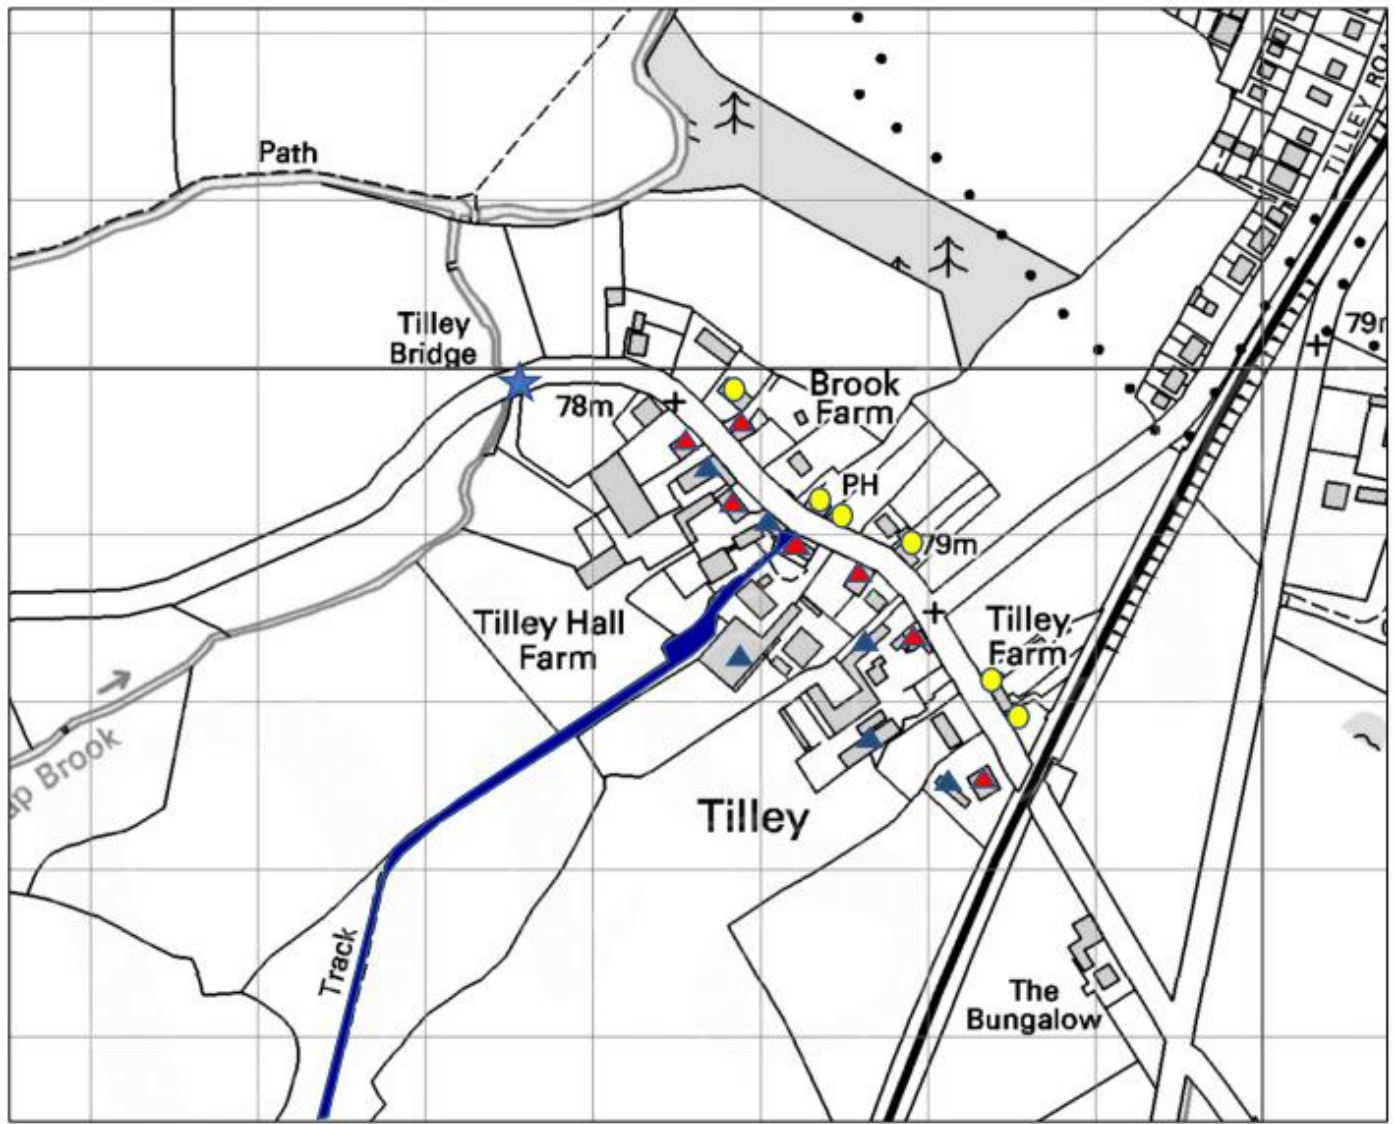 Path
TILLEY ROA
Tilley
Bridge
79m
78m
Brook
Farm
PH
79m
Tilley Hall
Farm
Tilley
Farm
Brook
Tilley
Track
The
Bungalow